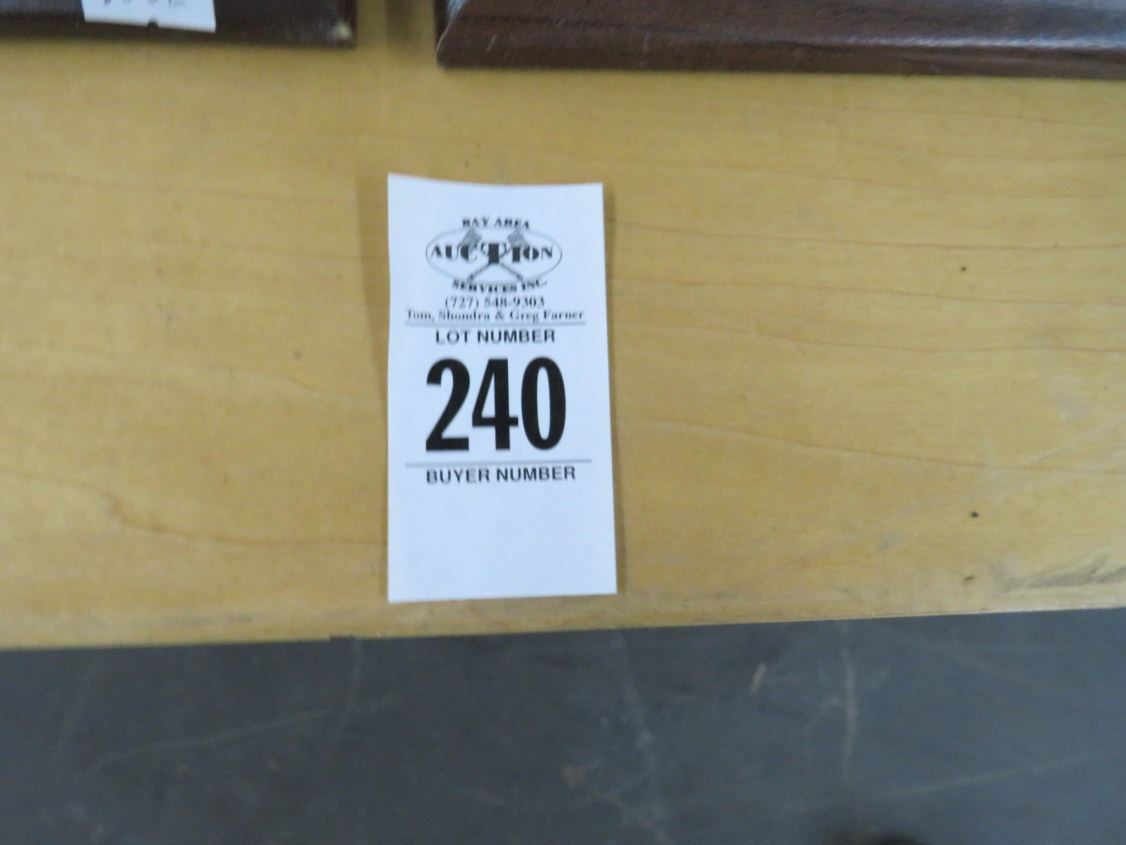 BAY AREA
AUCTION
SERVICES INC.
(727) 548-9303
Tom, Shondra & Greg Farner
LOT NUMBER
240
BUYER NUMBER